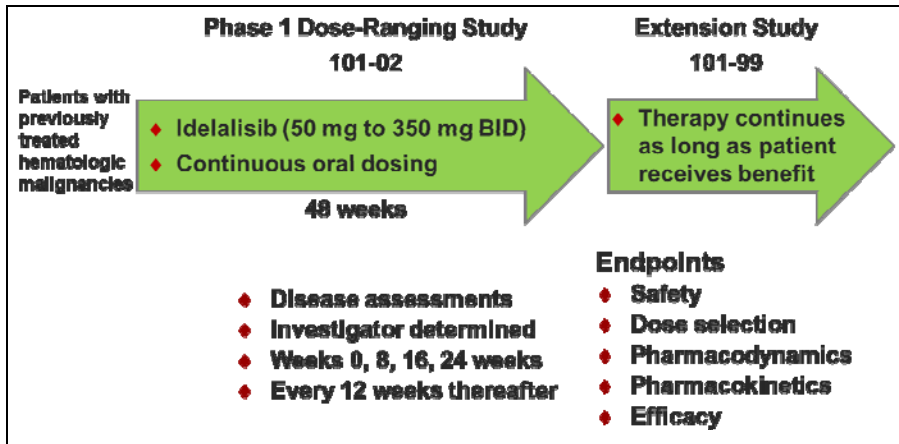 Phase 1 Dose-Ranging Study
101-02
Extension Study
101-99
Patients with
previously
treated
hematologic
malignancies
♦ Idelalisib (50 mg to 350 mg BID)
♦ Continuous oral dosing
48 weeks
♦ Therapy continues
as long as patient
receives benefit
♦ Disease assessments
♦ Investigator determined
♦ Weeks 0, 8, 16, 24 weeks
♦ Every 12 weeks thereafter
Endpoints
♦ Safety
♦ Dose selection
♦ Pharmacodynamics
♦ Pharmacokinetics
♦ Efficacy